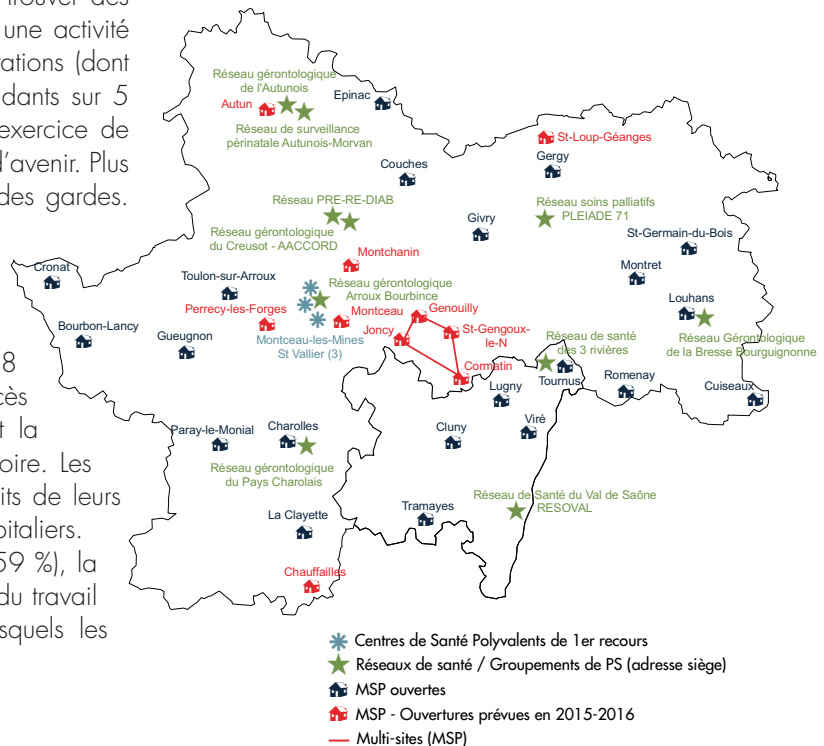 trouver des
une activité
ations (dont
dants sur 5
exercice de
d'avenir. Plus
des gardes.
8
cès
t la
oire. Les
its de leurs
pitaliers.
59 %), la
du travail
squels les
Réseau gérontologique
de l'Autunois
Autun
Epinac
Réseau de surveillance
périnatale Autunois-Morvan
St-Loup-Géanges
Gergy
Couches
Réseau PRE-RE-DIAB
Réseau soins palliatifs
PLEIADE 71
Givry
Réseau gérontologique
du Creusot - AACCORD
St-Germain-du-Bois
Montchanin
Cronat
Toulon-sur-Arroux
Montret
Réseau gérontologique
Arroux Bourbince
Louhans
Perrecy-les-Forges
Montceau
Genouilly
Bourbon-Lancy
Gueugnon
Montceau-les-Mines
St Vallier (3)
Joncy
St-Gengoux-
le-N
Réseau de santé
des 3 rivières
Réseau Gérontologique
de la Bresse Bourguignonne
Cormatin
Tournus
Romenay
Cuiseaux
Lugny
Paray-le-Monial
Charolles
Cluny
Viré
Réseau gérontologique
du Pays Charolais
La Clayette
Tramayes
Réseau de Santé du Val de Saône
RESOVAL
Chauffailles
Centres de Santé Polyvalents de 1er recours
Réseaux de santé / Groupements de PS (adresse siège)
MSP ouvertes
MSP - Ouvertures prévues en 2015-2016
Multi-sites (MSP)